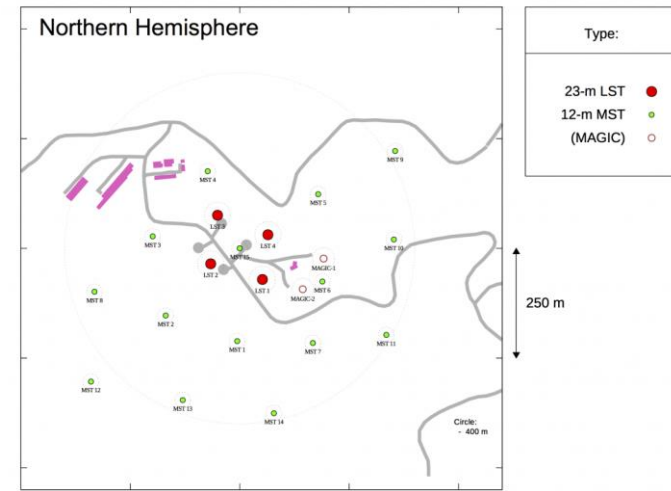 Northern Hemisphere
Type:
23-m LST
12-m MST
(MAGIC)
MST 9
MST 4
MST 5
LST 3
LST 4
MST 3
MST 15
MST 10
LST 2
MAGIC-1
LST 1
MST 6
MAGIC-2
MST 8
250 m
MST 2
MST 1
MST 7
MST 11
MST 12
MST 13
MST 14
Circle:
- 400 m